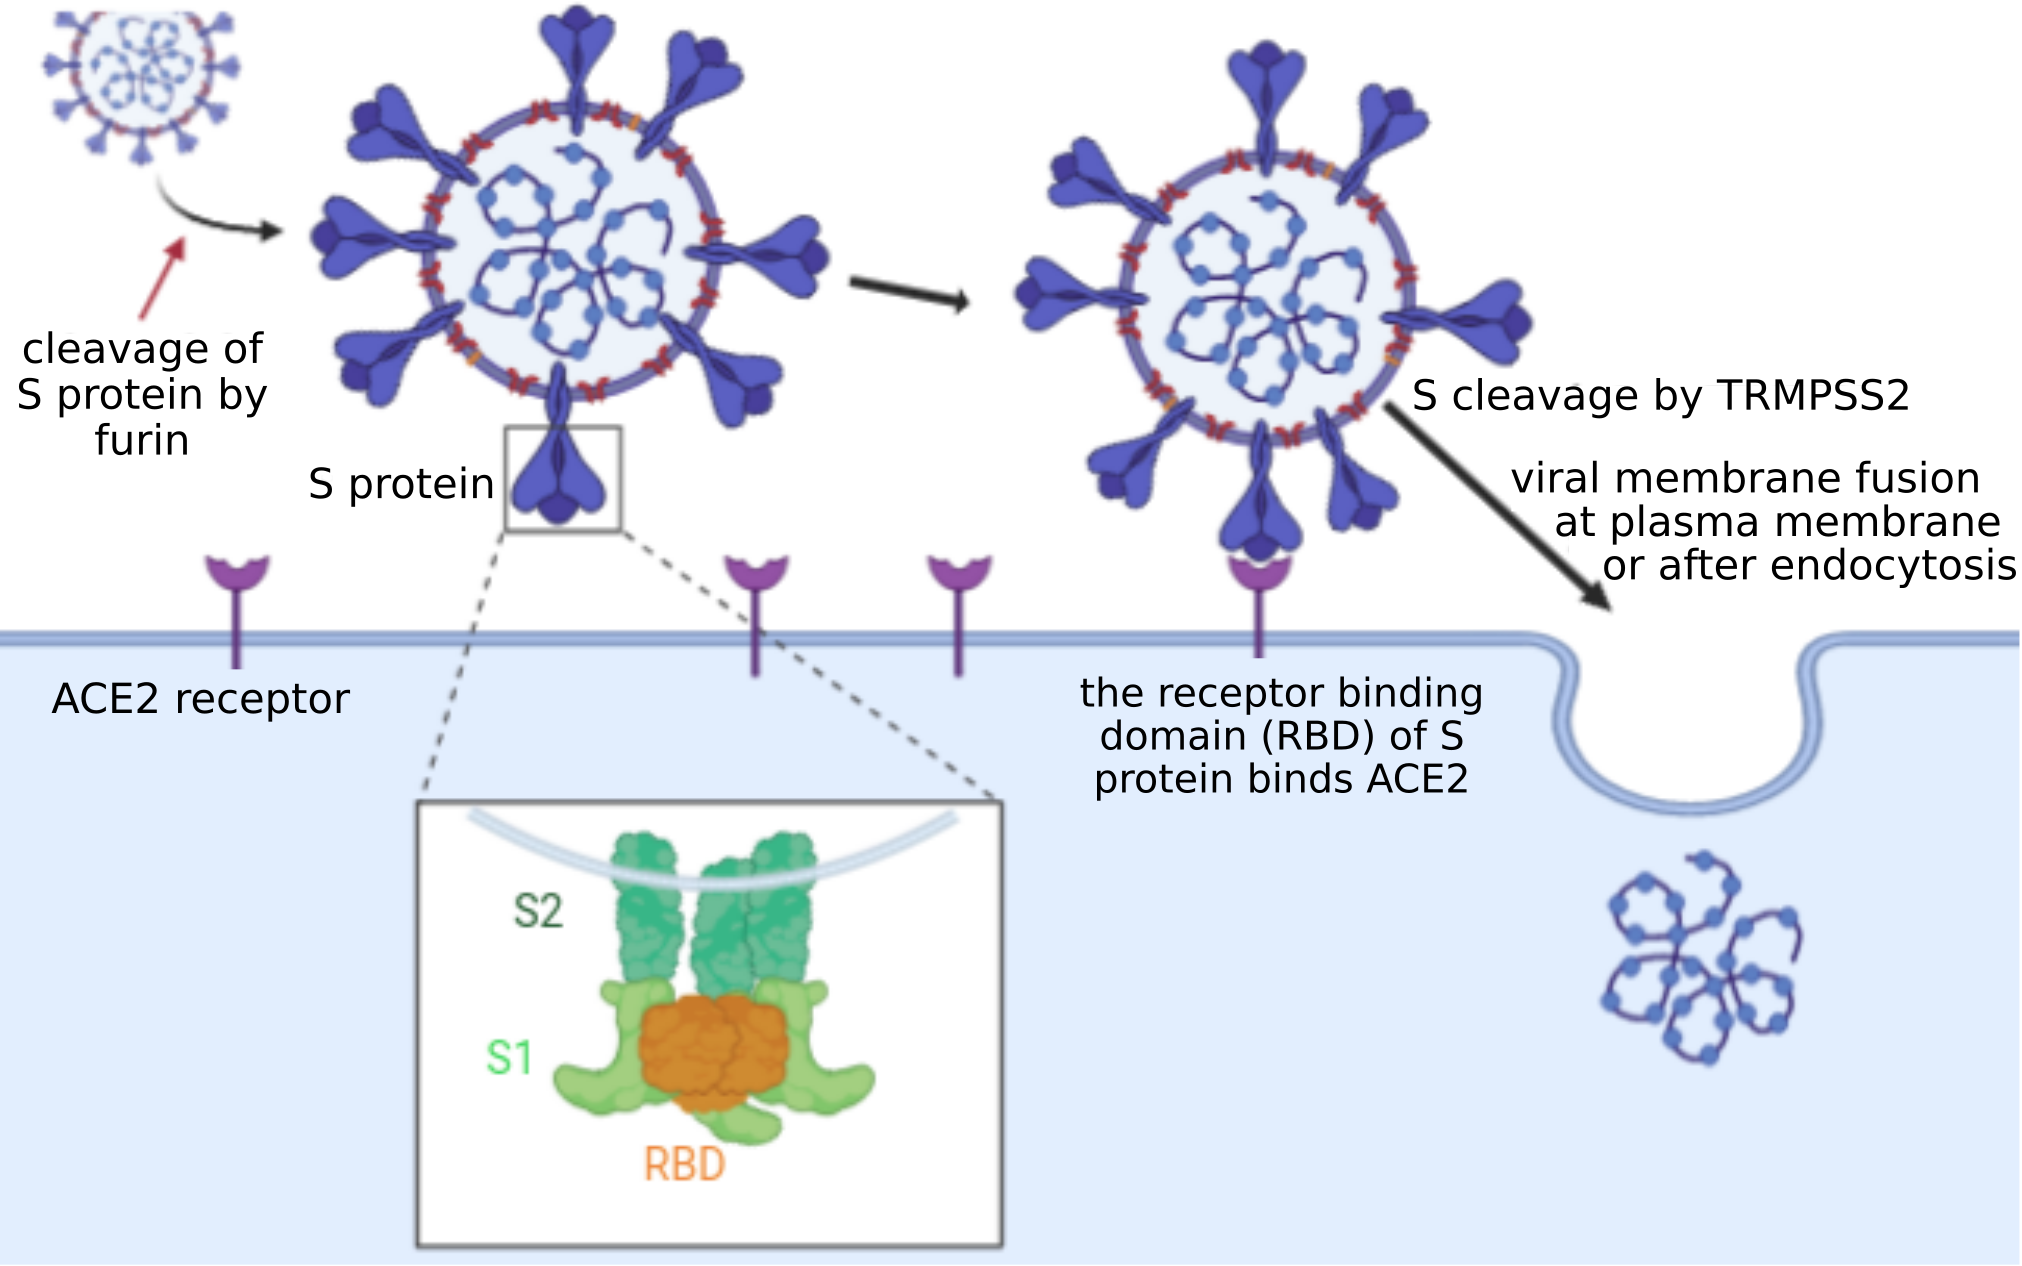 cleavage of
S protein by
furin
S protein
S cleavage by TRMPSS2
viral membrane fusion
at plasma membrane
or after endocytosis
ACE2 receptor
the receptor binding
domain (RBD) of S
protein binds ACE2
S2
S1
RBD